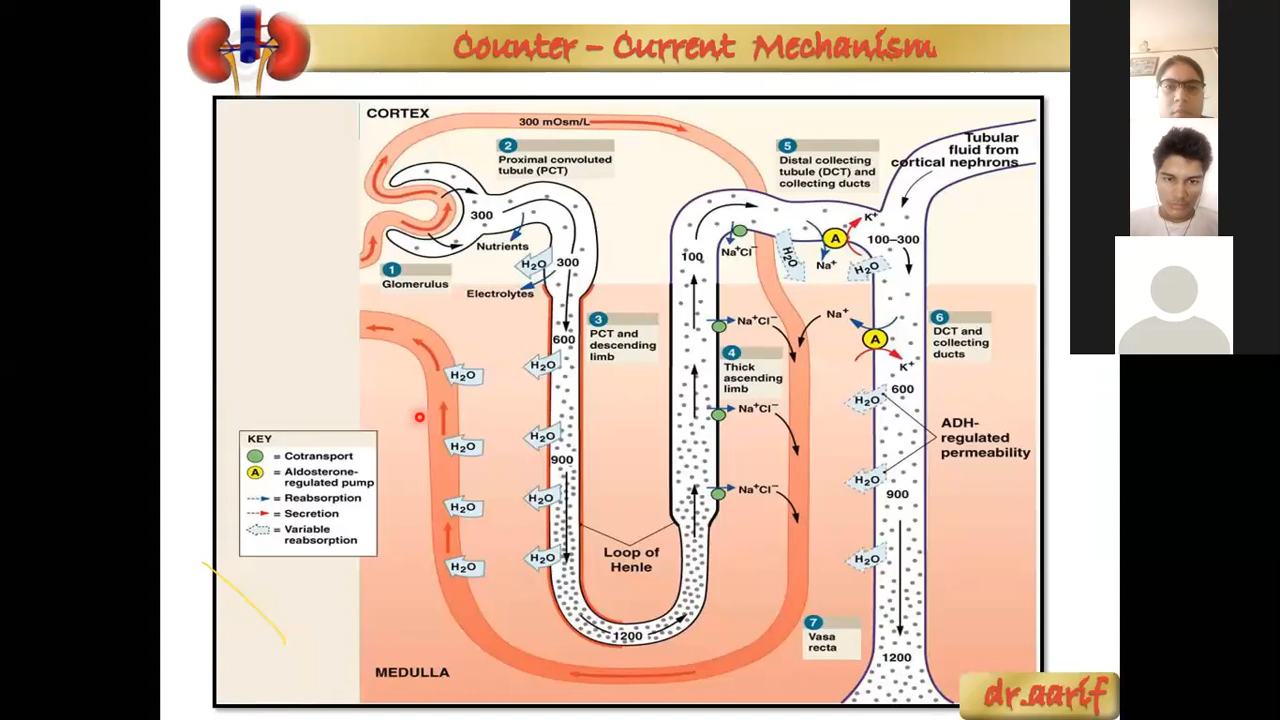 Counter – Current Mechanism
CORTEX
300 mOsm/L
2
Proximal convoluted
tubule (PCT)
5
Distal collecting
tubule (DCT) and
collecting ducts
Tubular
fluid from
cortical nephrons
300
Nutrients
H₂O
300
Electrolytes
1
Glomerulus
100
Na⁺Cl⁻
H₂O
A
K⁺
Na⁺
H₂O
100–300
3
PCT and
descending
limb
600
H₂O
H₂O
900
H₂O
H₂O
Na⁺Cl⁻
4
Thick
ascending
limb
Na⁺Cl⁻
Na⁺Cl⁻
Na⁺
A
K⁺
6
DCT and
collecting
ducts
600
H₂O
ADH-
regulated
permeability
H₂O
900
H₂O
1200
H₂O
H₂O
H₂O
H₂O
KEY
= Cotransport
A = Aldosterone-
regulated pump
= Reabsorption
= Secretion
= Variable
reabsorption
Loop of
Henle
1200
7
Vasa
recta
MEDULLA
dr.aarif